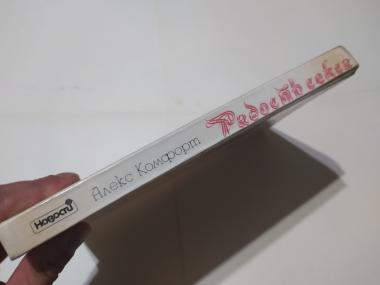 Новости
Алекс Комфорт
Радость секса